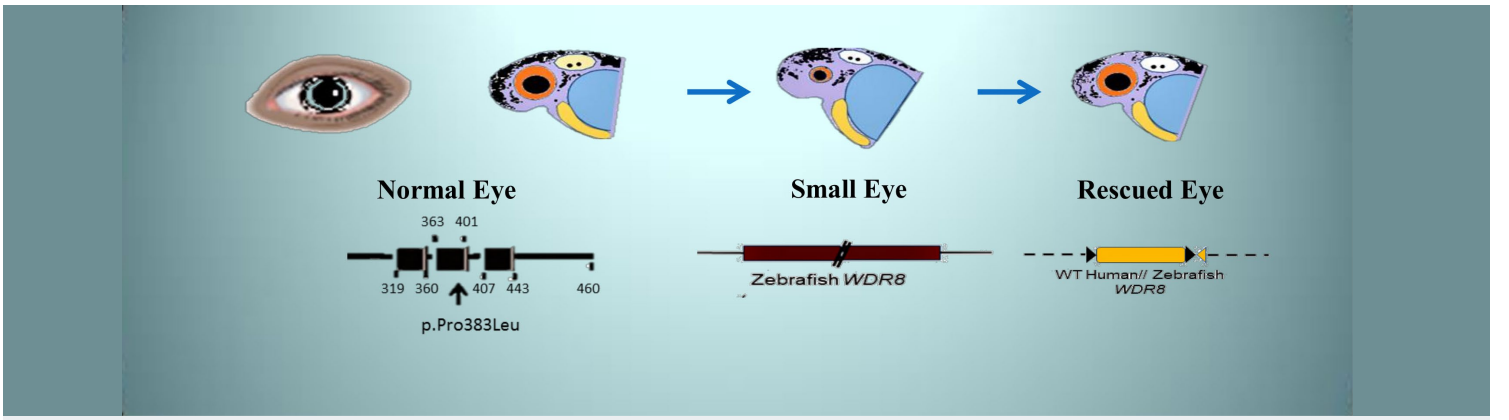 Normal Eye
Small Eye
Rescued Eye
363 401
319 360 407 443 460
p.Pro383Leu
Zebrafish WDR8
WT Human// Zebrafish
WDR8